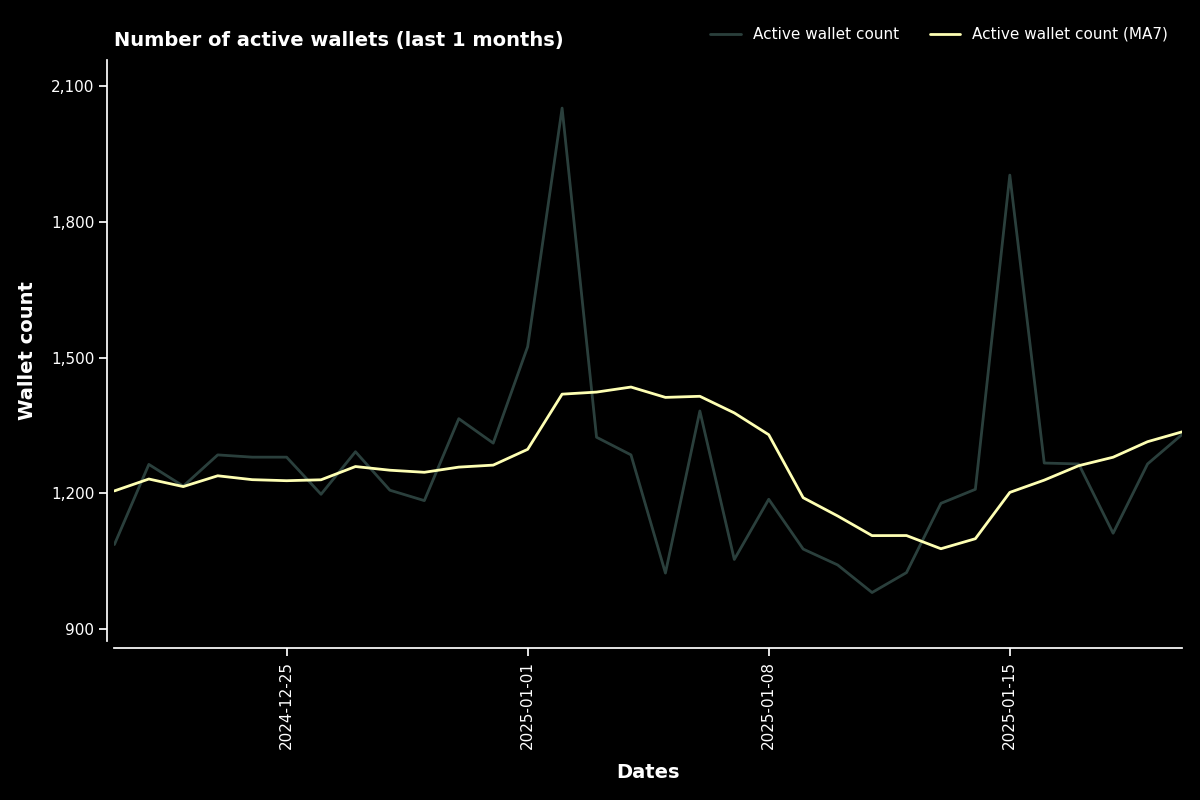 Number of active wallets (last 1 months)
Active wallet count
Active wallet count (MA7)
2,100
1,800
1,500
1,200
900
Wallet count
2024-12-25
2025-01-01
2025-01-08
2025-01-15
Dates